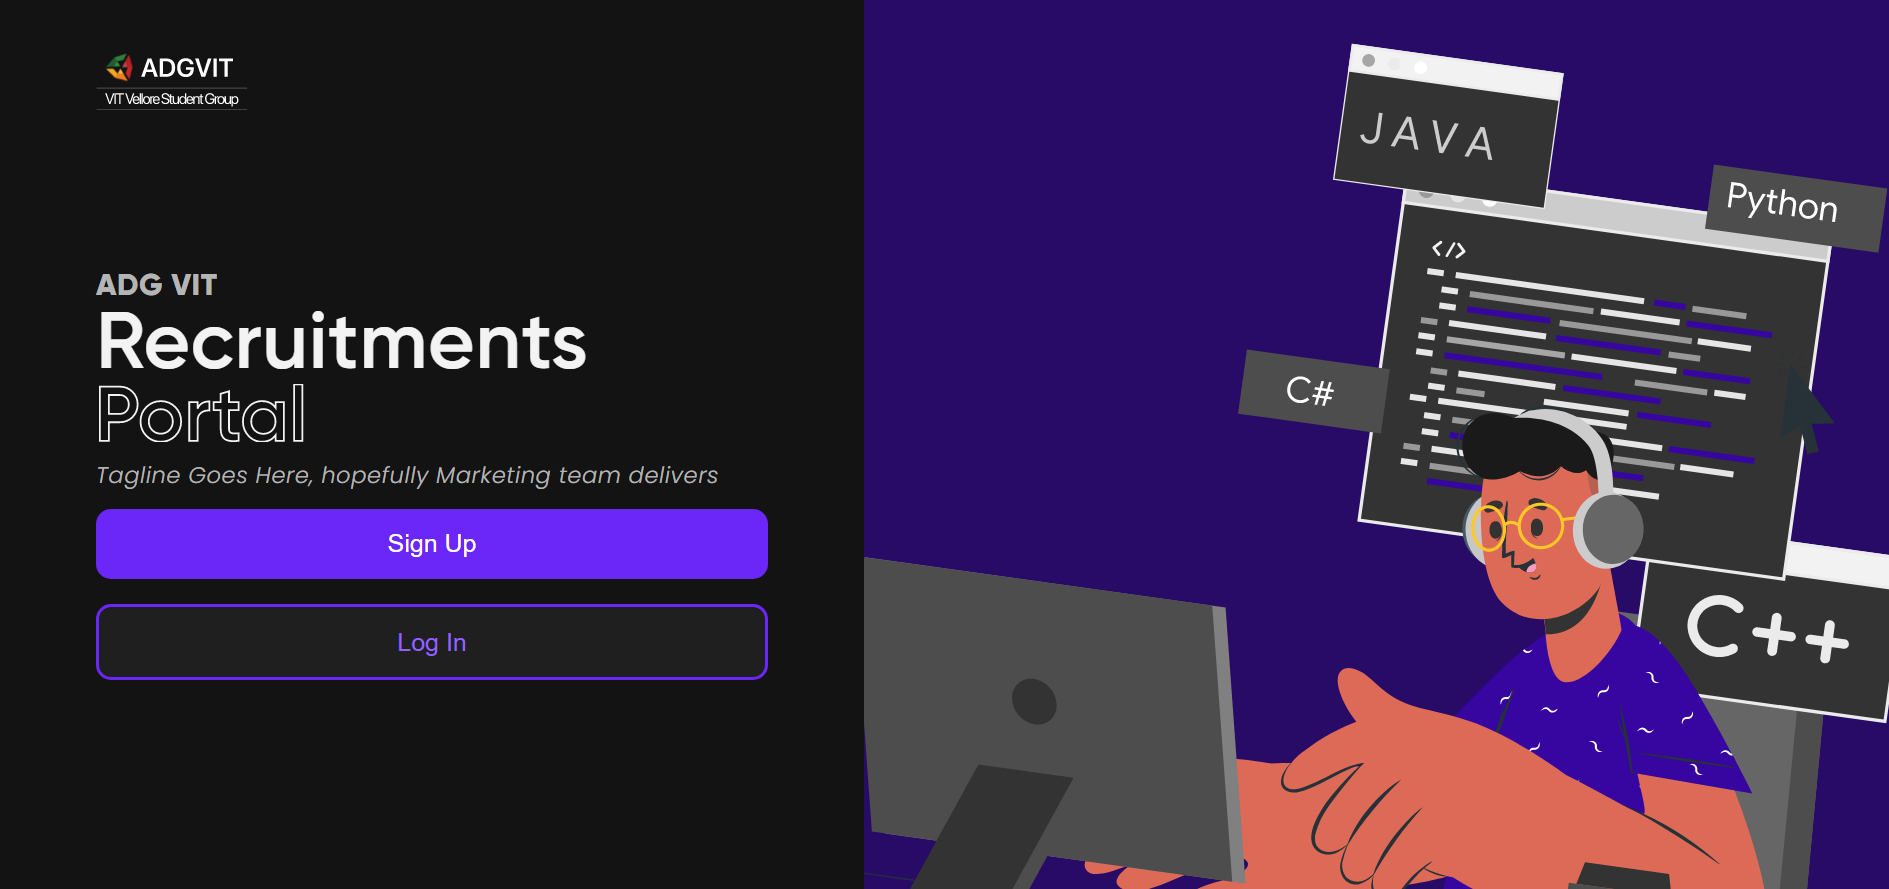 ADGVIT
VIT Vellore Student Group
ADG VIT
Recruitments
Portal
Tagline Goes Here, hopefully Marketing team delivers
Sign Up
Log In
JAVA
Python
</>
C#
C++